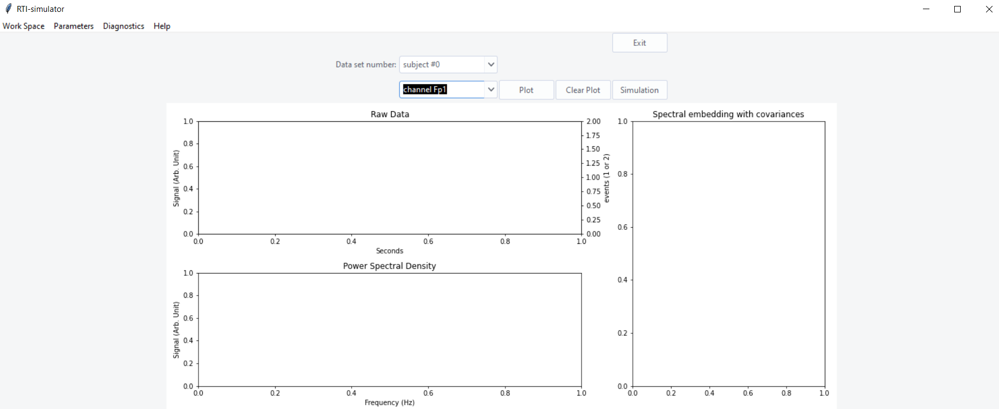 RTI-simulator
Work Space Parameters Diagnostics Help
Exit
Data set number: subject #0
channel Fp1 Plot Clear Plot Simulation
Raw Data
Signal (Arb. Unit)
1.0
0.8
0.6
0.4
0.2
0.0
0.0 0.2 0.4 0.6 0.8 1.0
Seconds
2.00
1.75
1.50
1.25
1.00
0.75
0.50
0.25
0.00
events (1 or 2)
Power Spectral Density
Signal (Arb. Unit)
1.0
0.8
0.6
0.4
0.2
0.0
0.0 0.2 0.4 0.6 0.8 1.0
Frequency (Hz)
Spectral embedding with covariances
1.0
0.8
0.6
0.4
0.2
0.0
0.0 0.2 0.4 0.6 0.8 1.0